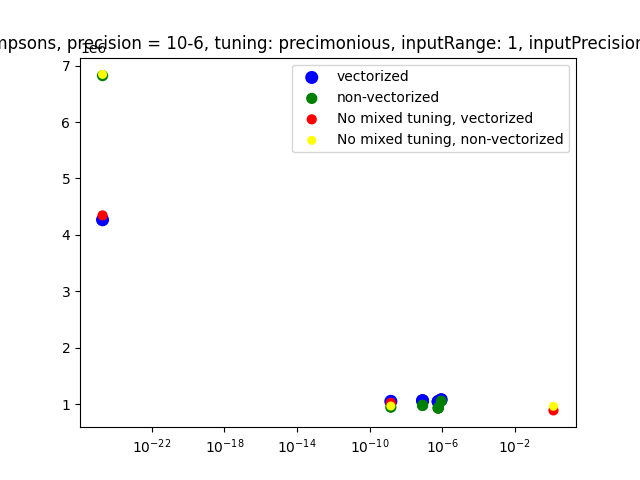 mpsons, precision = 10-6, tuning: precimonious, inputRange: 1, inputPrecision
1e6
7
6
5
4
3
2
1
vectorized
non-vectorized
No mixed tuning, vectorized
No mixed tuning, non-vectorized
10⁻²² 10⁻¹⁸ 10⁻¹⁴ 10⁻¹⁰ 10⁻⁶ 10⁻²